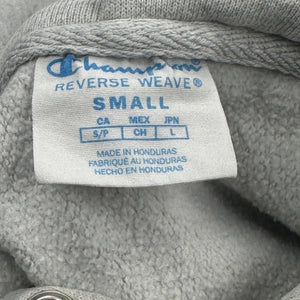 Champion
REVERSE WEAVE®
SMALL
CA MEX JPN
S/P CH L
MADE IN HONDURAS
FABRIQUÉ AU HONDURAS
HECHO EN HONDURAS